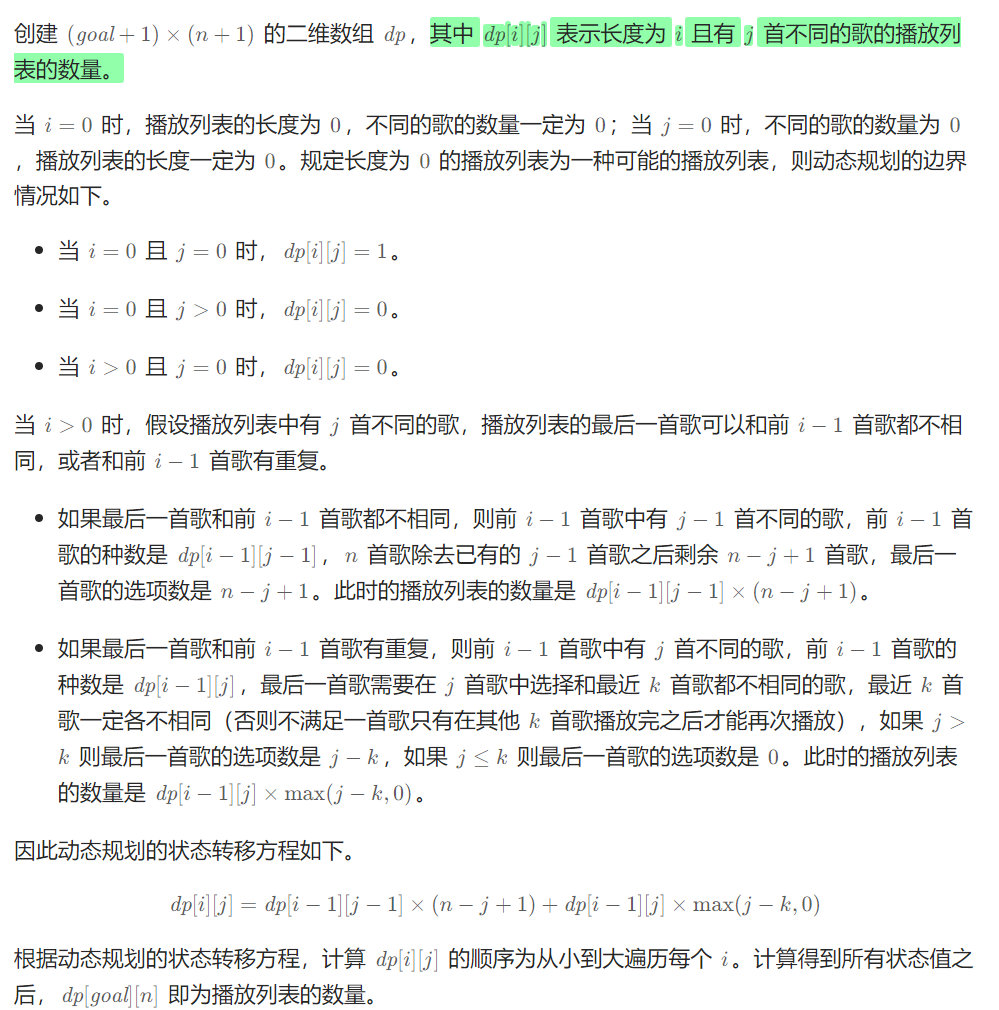 创建 (goal + 1) × (n + 1) 的二维数组 dp，其中 dp[i][j] 表示长度为 i 且有 j 首不同的歌的播放列
表的数量。
当 i = 0 时，播放列表的长度为 0，不同的歌的数量一定为 0；当 j = 0 时，不同的歌的数量为 0
，播放列表的长度一定为 0。规定长度为 0 的播放列表为一种可能的播放列表，则动态规划的边界
情况如下。
• 当 i = 0 且 j = 0 时， dp[i][j] = 1。
• 当 i = 0 且 j > 0 时， dp[i][j] = 0。
• 当 i > 0 且 j = 0 时， dp[i][j] = 0。
当 i > 0 时，假设播放列表中有 j 首不同的歌，播放列表的最后一首歌可以和前 i − 1 首歌都不相
同，或者和前 i − 1 首歌有重复。
• 如果最后一首歌和前 i − 1 首歌都不相同，则前 i − 1 首歌中有 j − 1 首不同的歌，前 i − 1 首
歌的种数是 dp[i − 1][j − 1]，n 首歌除去已有的 j − 1 首歌之后剩余 n − j + 1 首歌，最后一
首歌的选项数是 n − j + 1。此时的播放列表的数量是 dp[i − 1][j − 1] × (n − j + 1)。
• 如果最后一首歌和前 i − 1 首歌有重复，则前 i − 1 首歌中有 j 首不同的歌，前 i − 1 首歌的
种数是 dp[i − 1][j]，最后一首歌需要在 j 首歌中选择和最近 k 首歌都不相同的歌，最近 k 首
歌一定各不相同（否则不满足一首歌只有在其他 k 首歌播放完之后才能再次播放），如果 j >
k 则最后一首歌的选项数是 j − k，如果 j ≤ k 则最后一首歌的选项数是 0。此时的播放列表
的数量是 dp[i − 1][j] × max(j − k, 0)。
因此动态规划的状态转移方程如下。
dp[i][j] = dp[i − 1][j − 1] × (n − j + 1) + dp[i − 1][j] × max(j − k, 0)
根据动态规划的状态转移方程，计算 dp[i][j] 的顺序为从小到大遍历每个 i。计算得到所有状态值之
后， dp[goal][n] 即为播放列表的数量。